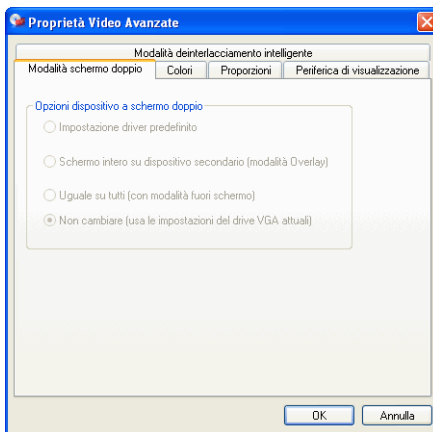 Proprietà Video Avanzate
Modalità deinterlacciamento intelligente
Modalità schermo doppio Colori Proporzioni Periferica di visualizzazione
Opzioni dispositivo a schermo doppio
Impostazione driver predefinito
Schermo intero su dispositivo secondario (modalità Overlay)
Uguale su tutti (con modalità fuori schermo)
Non cambiare (usa le impostazioni del drive VGA attuali)
OK Annulla